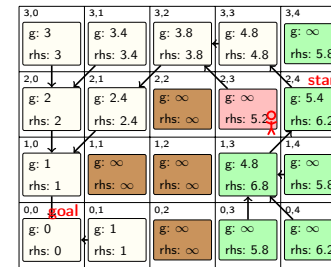 3,0 3,1 3,2 3,3 3,4
g: 3 g: 3.4 g: 3.8 g: 4.8 g: ∞
rhs: 3 rhs: 3.4 rhs: 3.8 rhs: 4.8 rhs: 5.8
2,0 2,1 2,2 2,3 2,4 start
g: 2 g: 2.4 g: ∞ g: ∞ g: 5.4
rhs: 2 rhs: 2.4 rhs: ∞ rhs: 5.2 rhs: 6.2
1,0 1,1 1,2 1,3 1,4
g: 1 g: ∞ g: ∞ g: 4.8 g: ∞
rhs: 1 rhs: ∞ rhs: ∞ rhs: 6.8 rhs: 5.8
0,0 goal 0,1 0,2 0,3 0,4
g: 0 g: 1 g: ∞ g: ∞ g: ∞
rhs: 0 rhs: 1 rhs: ∞ rhs: 5.8 rhs: 6.2